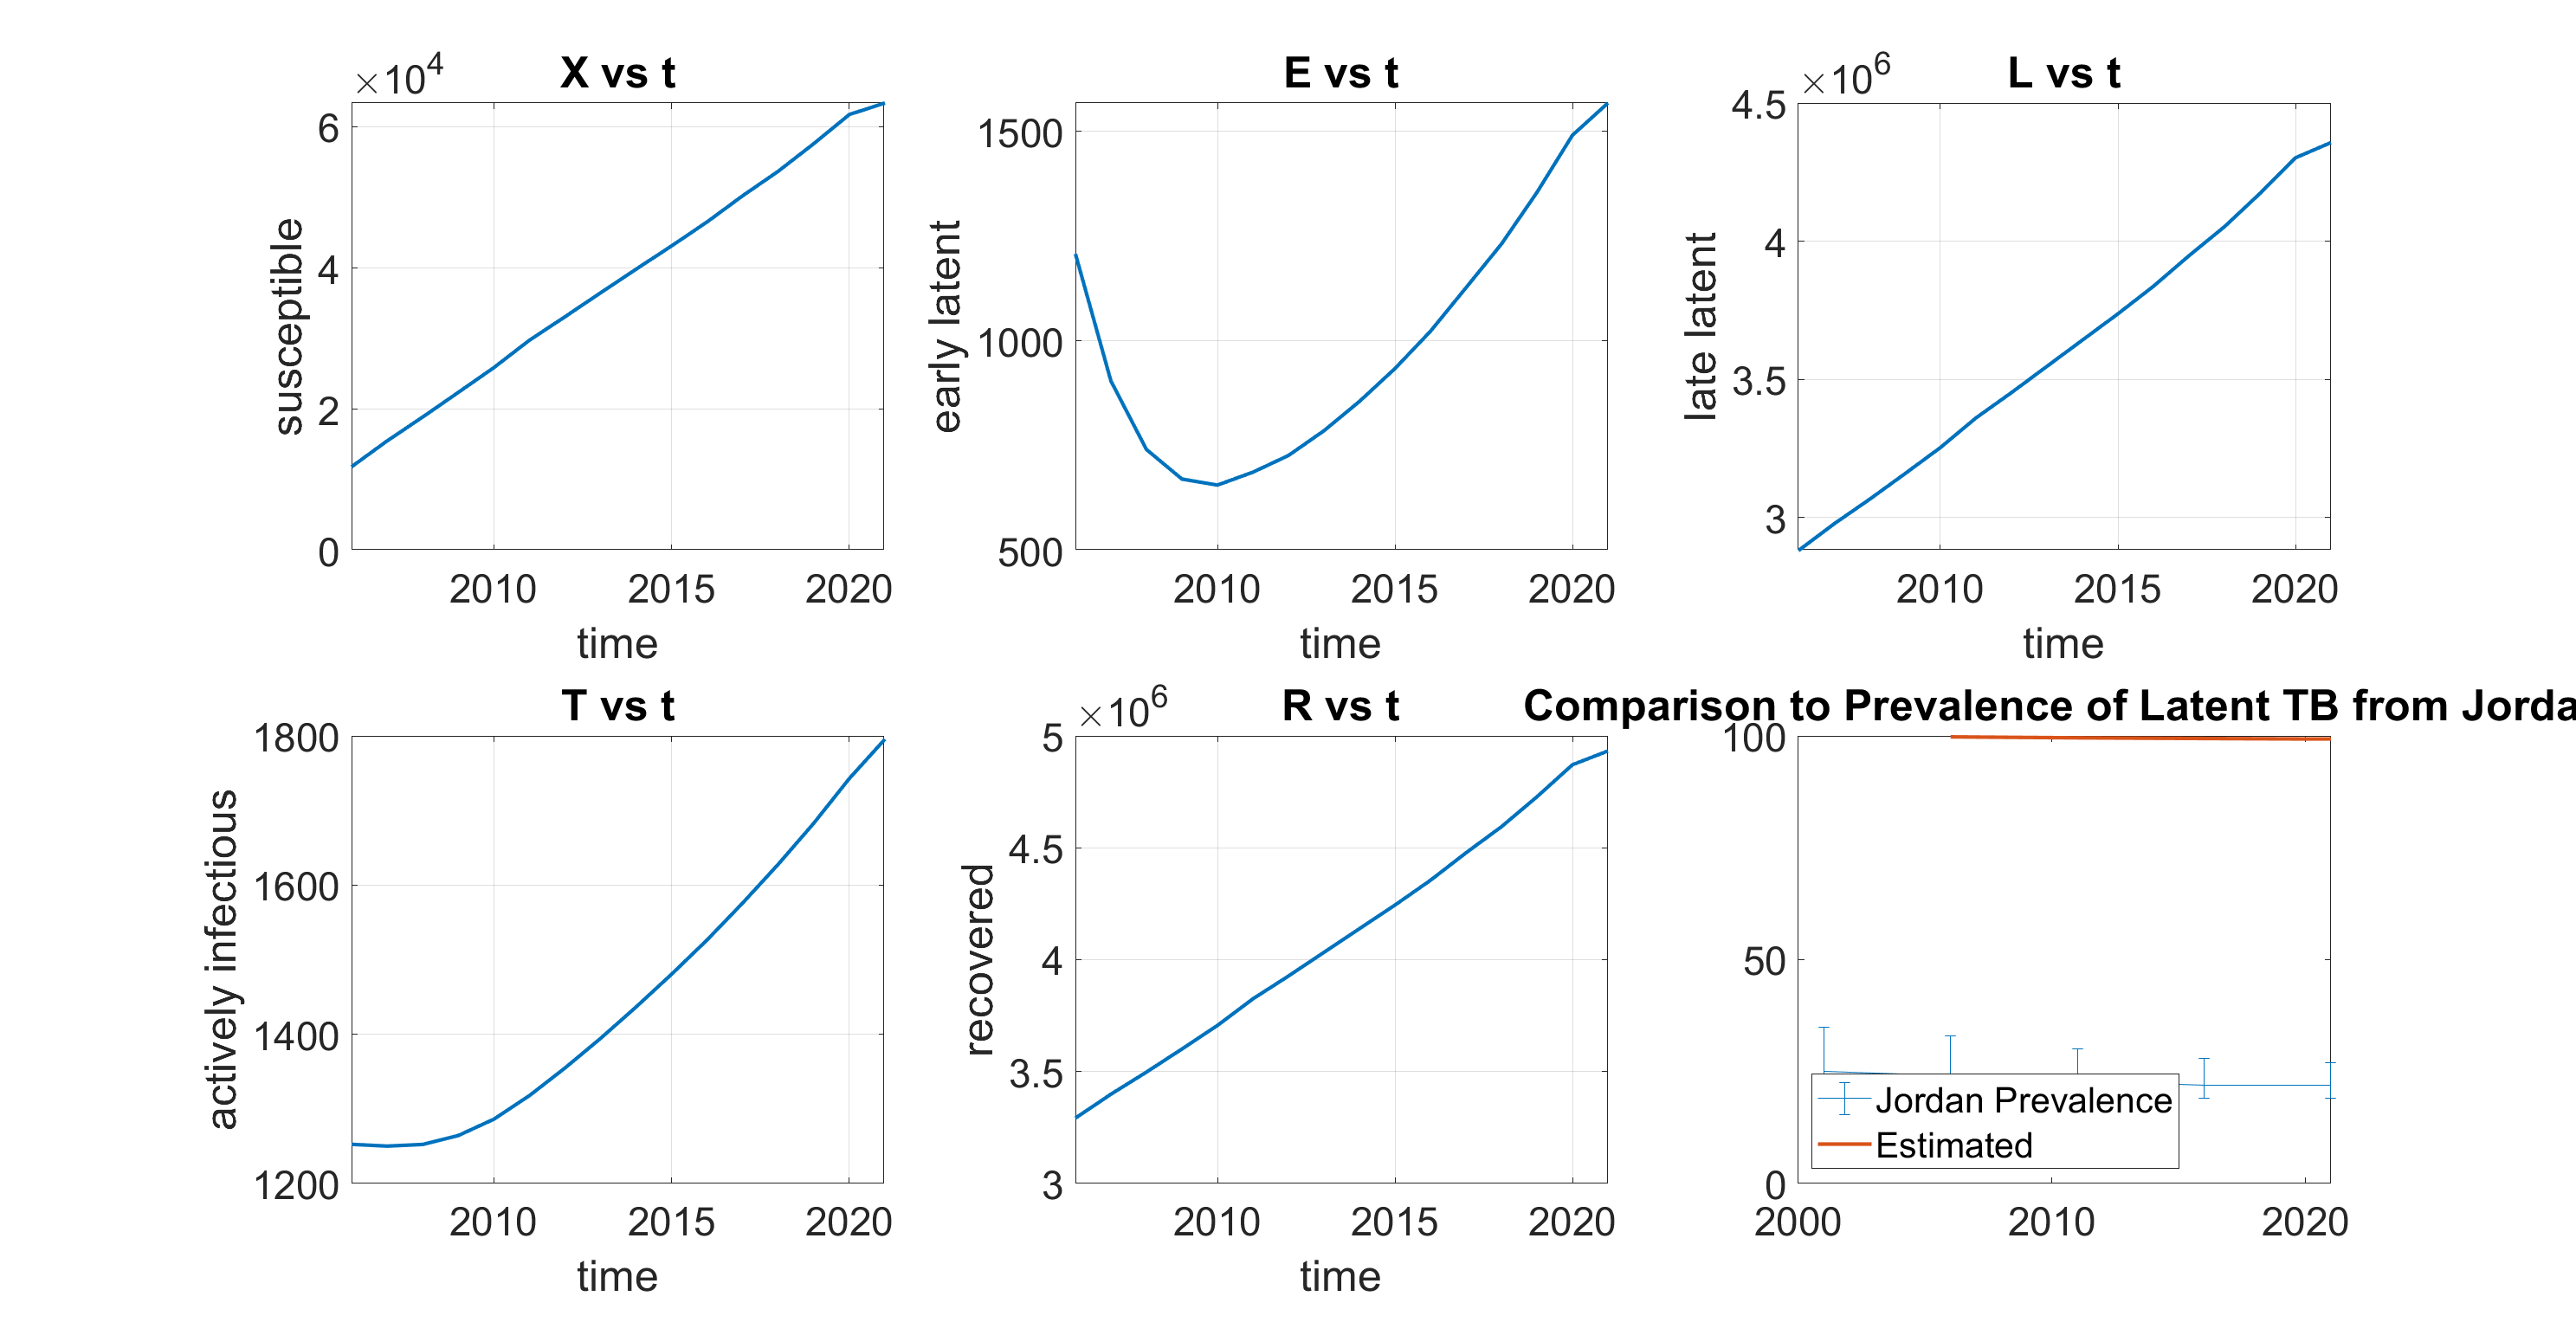 X vs t
×10^4
susceptible
6
4
2
0
2010 2015 2020
time
E vs t
early latent
1500
1000
500
2010 2015 2020
time
L vs t
×10^6
late latent
4.5
4
3.5
3
2010 2015 2020
time
T vs t
actively infectious
1800
1600
1400
1200
2010 2015 2020
time
R vs t
×10^6
recovered
5
4.5
4
3.5
3
2010 2015 2020
time
Comparison to Prevalence of Latent TB from Jorda
100
50
0
Jordan Prevalence
Estimated
2000 2010 2020